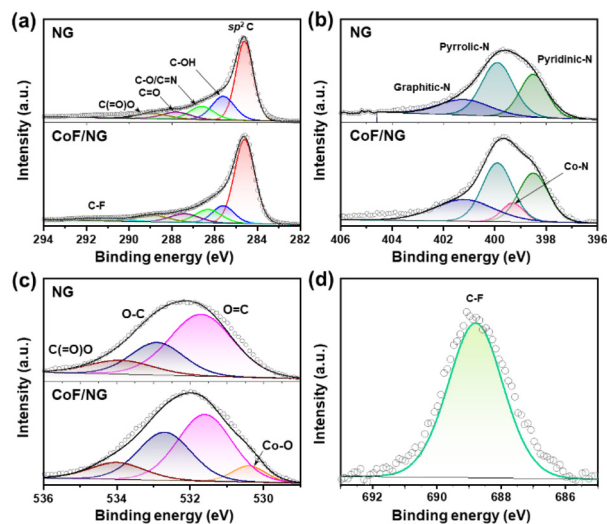 (a)
NG
sp² C
C-OH
C-O/C=N
C=O
C(=O)O
CoF/NG
C-F
Intensity (a.u.)
294 292 290 288 286 284 282
Binding energy (eV)
(b)
NG
Pyrrolic-N
Pyridinic-N
Graphitic-N
CoF/NG
Co-N
Intensity (a.u.)
406 404 402 400 398 396
Binding energy (eV)
(c)
NG
O-C
O=C
C(=O)O
CoF/NG
Co-O
Intensity (a.u.)
536 534 532 530
Binding energy (eV)
(d)
C-F
Intensity (a.u.)
692 690 688 686
Binding energy (eV)